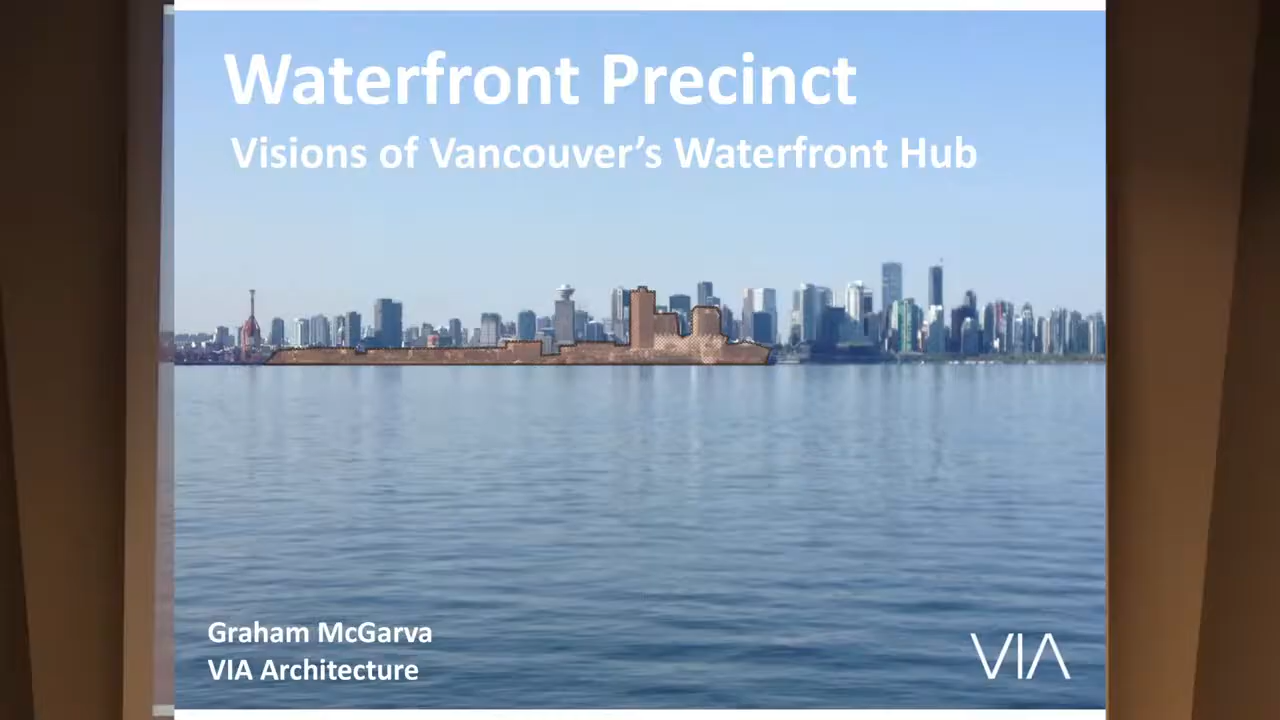 Waterfront Precinct
Visions of Vancouver's Waterfront Hub
Graham McGarva
VIA Architecture
VIA